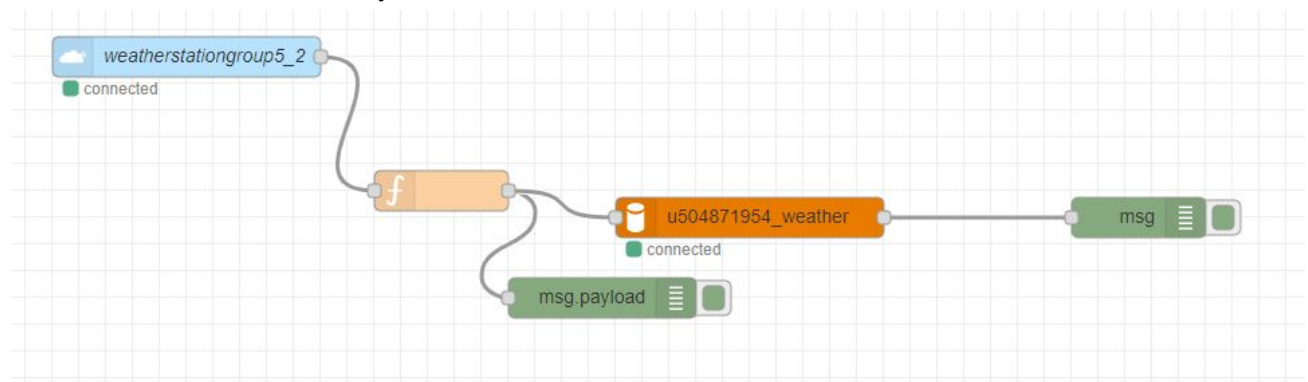 weatherstationgroup5_2
connected
u504871954_weather
msg
connected
msg.payload